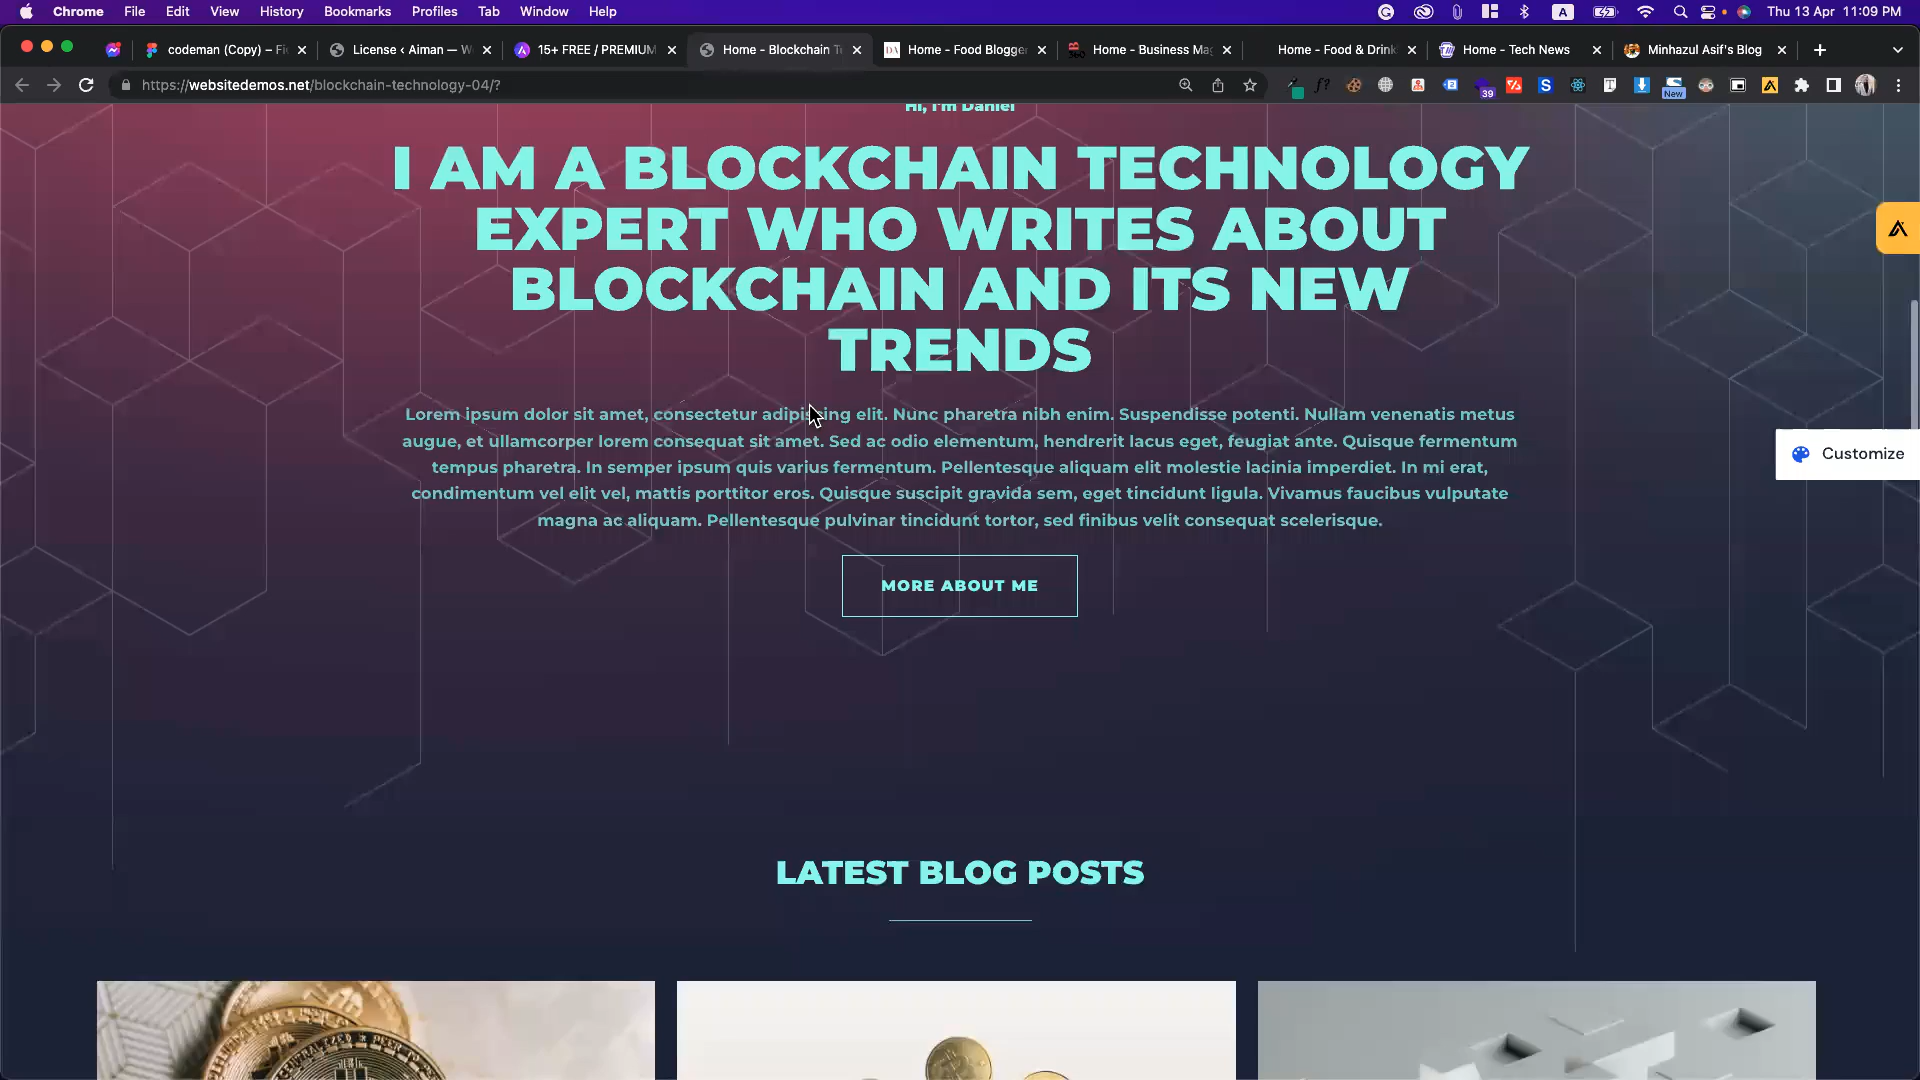 Chrome File Edit View History Bookmarks Profiles Tab Window Help A Thu 13 Apr 11:09 PM
codeman (Copy) – Fi License ‹ Aiman — W 15+ FREE / PREMIUM Home - Blockchain T Home - Food Blogger Home - Business Ma Home - Food & Drink Home - Tech News Minhazul Asif's Blog
https://websitedemos.net/blockchain-technology-04/?
39 New
Hi, I'm Daniel
I AM A BLOCKCHAIN TECHNOLOGY
EXPERT WHO WRITES ABOUT
BLOCKCHAIN AND ITS NEW
TRENDS
Lorem ipsum dolor sit amet, consectetur adipiscing elit. Nunc pharetra nibh enim. Suspendisse potenti. Nullam venenatis metus
augue, et ullamcorper lorem consequat sit amet. Sed ac odio elementum, hendrerit lacus eget, feugiat ante. Quisque fermentum
tempus pharetra. In semper ipsum quis varius fermentum. Pellentesque aliquam elit molestie lacinia imperdiet. In mi erat,
condimentum vel elit vel, mattis porttitor eros. Quisque suscipit gravida sem, eget tincidunt ligula. Vivamus faucibus vulputate
magna ac aliquam. Pellentesque pulvinar tincidunt tortor, sed finibus velit consequat scelerisque.
Customize
MORE ABOUT ME
LATEST BLOG POSTS